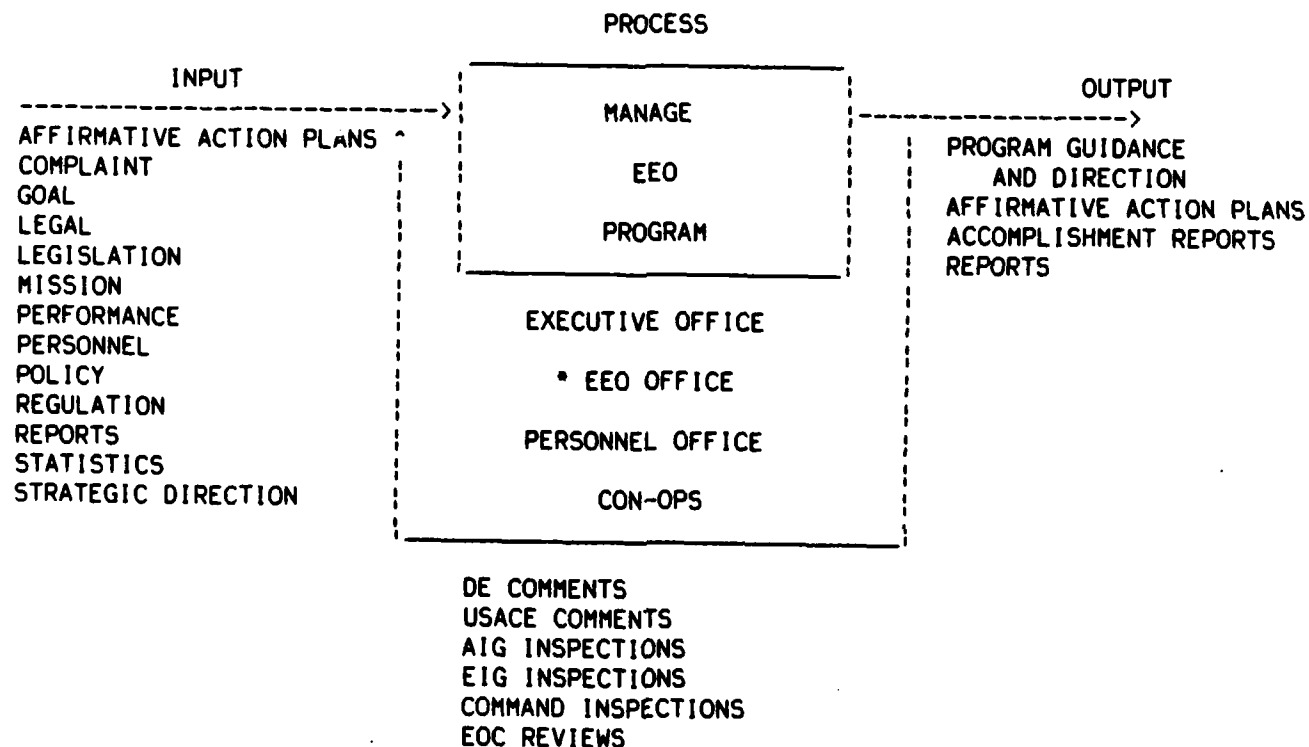 PROCESS
INPUT
OUTPUT
MANAGE
EEO
PROGRAM
AFFIRMATIVE ACTION PLANS
COMPLAINT
GOAL
LEGAL
LEGISLATION
MISSION
PERFORMANCE
PERSONNEL
POLICY
REGULATION
REPORTS
STATISTICS
STRATEGIC DIRECTION
PROGRAM GUIDANCE
AND DIRECTION
AFFIRMATIVE ACTION PLANS
ACCOMPLISHMENT REPORTS
REPORTS
EXECUTIVE OFFICE
* EEO OFFICE
PERSONNEL OFFICE
CON-OPS
DE COMMENTS
USACE COMMENTS
AIG INSPECTIONS
EIG INSPECTIONS
COMMAND INSPECTIONS
EOC REVIEWS